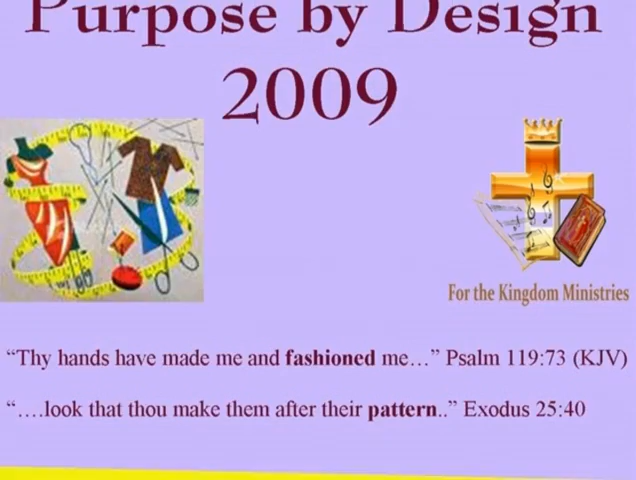 Purpose by Design
2009
For the Kingdom Ministries
“Thy hands have made me and fashioned me…” Psalm 119:73 (KJV)
“….look that thou make them after their pattern..” Exodus 25:40